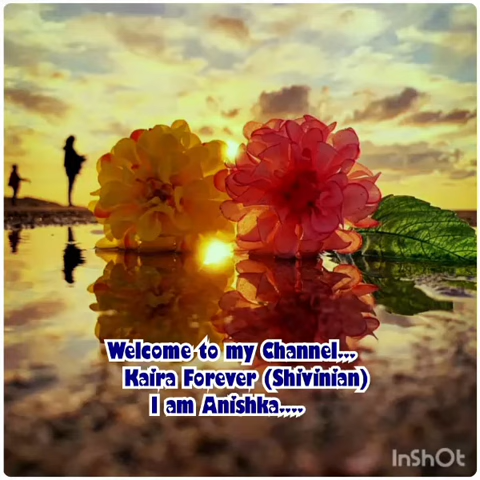 Welcome to my Channel...
Kaira Forever (Shivinian)
I am Anishka....
InShOt